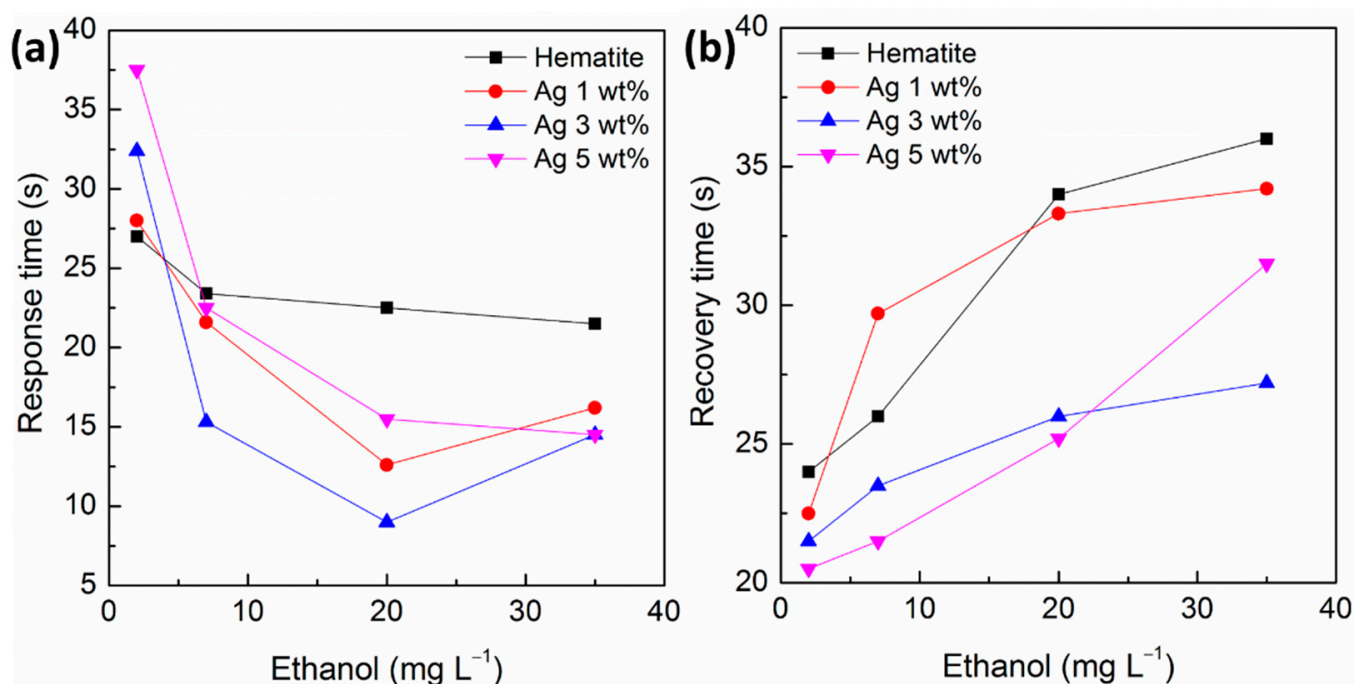 (a)
Hematite
Ag 1 wt%
Ag 3 wt%
Ag 5 wt%
Response time (s)
40
35
30
25
20
15
10
5
0 10 20 30 40
Ethanol (mg L⁻¹)
(b)
Hematite
Ag 1 wt%
Ag 3 wt%
Ag 5 wt%
Recovery time (s)
40
35
30
25
20
0 10 20 30 40
Ethanol (mg L⁻¹)